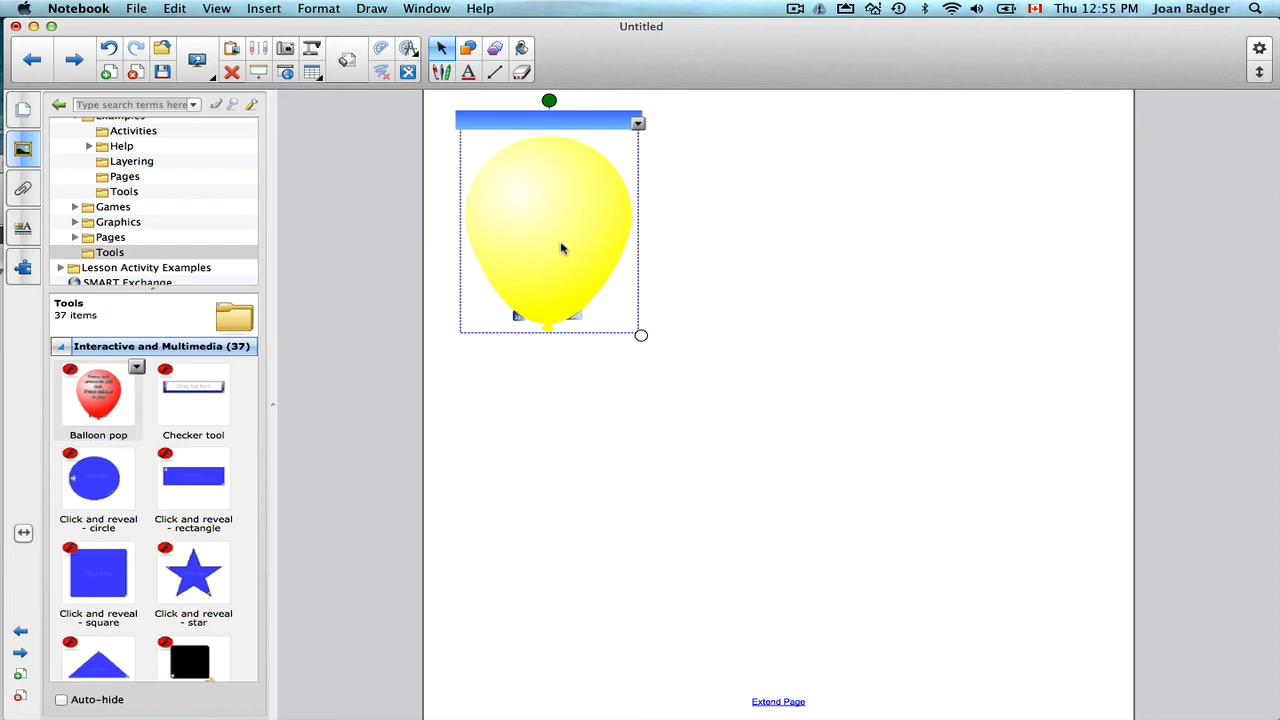 Notebook File Edit View Insert Format Draw Window Help Thu 12:55 PM Joan Badger
Untitled
Type search terms here
Examples
Activities
Help
Layering
Pages
Tools
Games
Graphics
Pages
Tools
Lesson Activity Examples
SMART Exchange
Tools
37 items
Interactive and Multimedia (37)
Balloon pop
Checker tool
Click and reveal
- circle
Click and reveal
- rectangle
Click and reveal
- square
Click and reveal
- star
Auto-hide
Extend Page